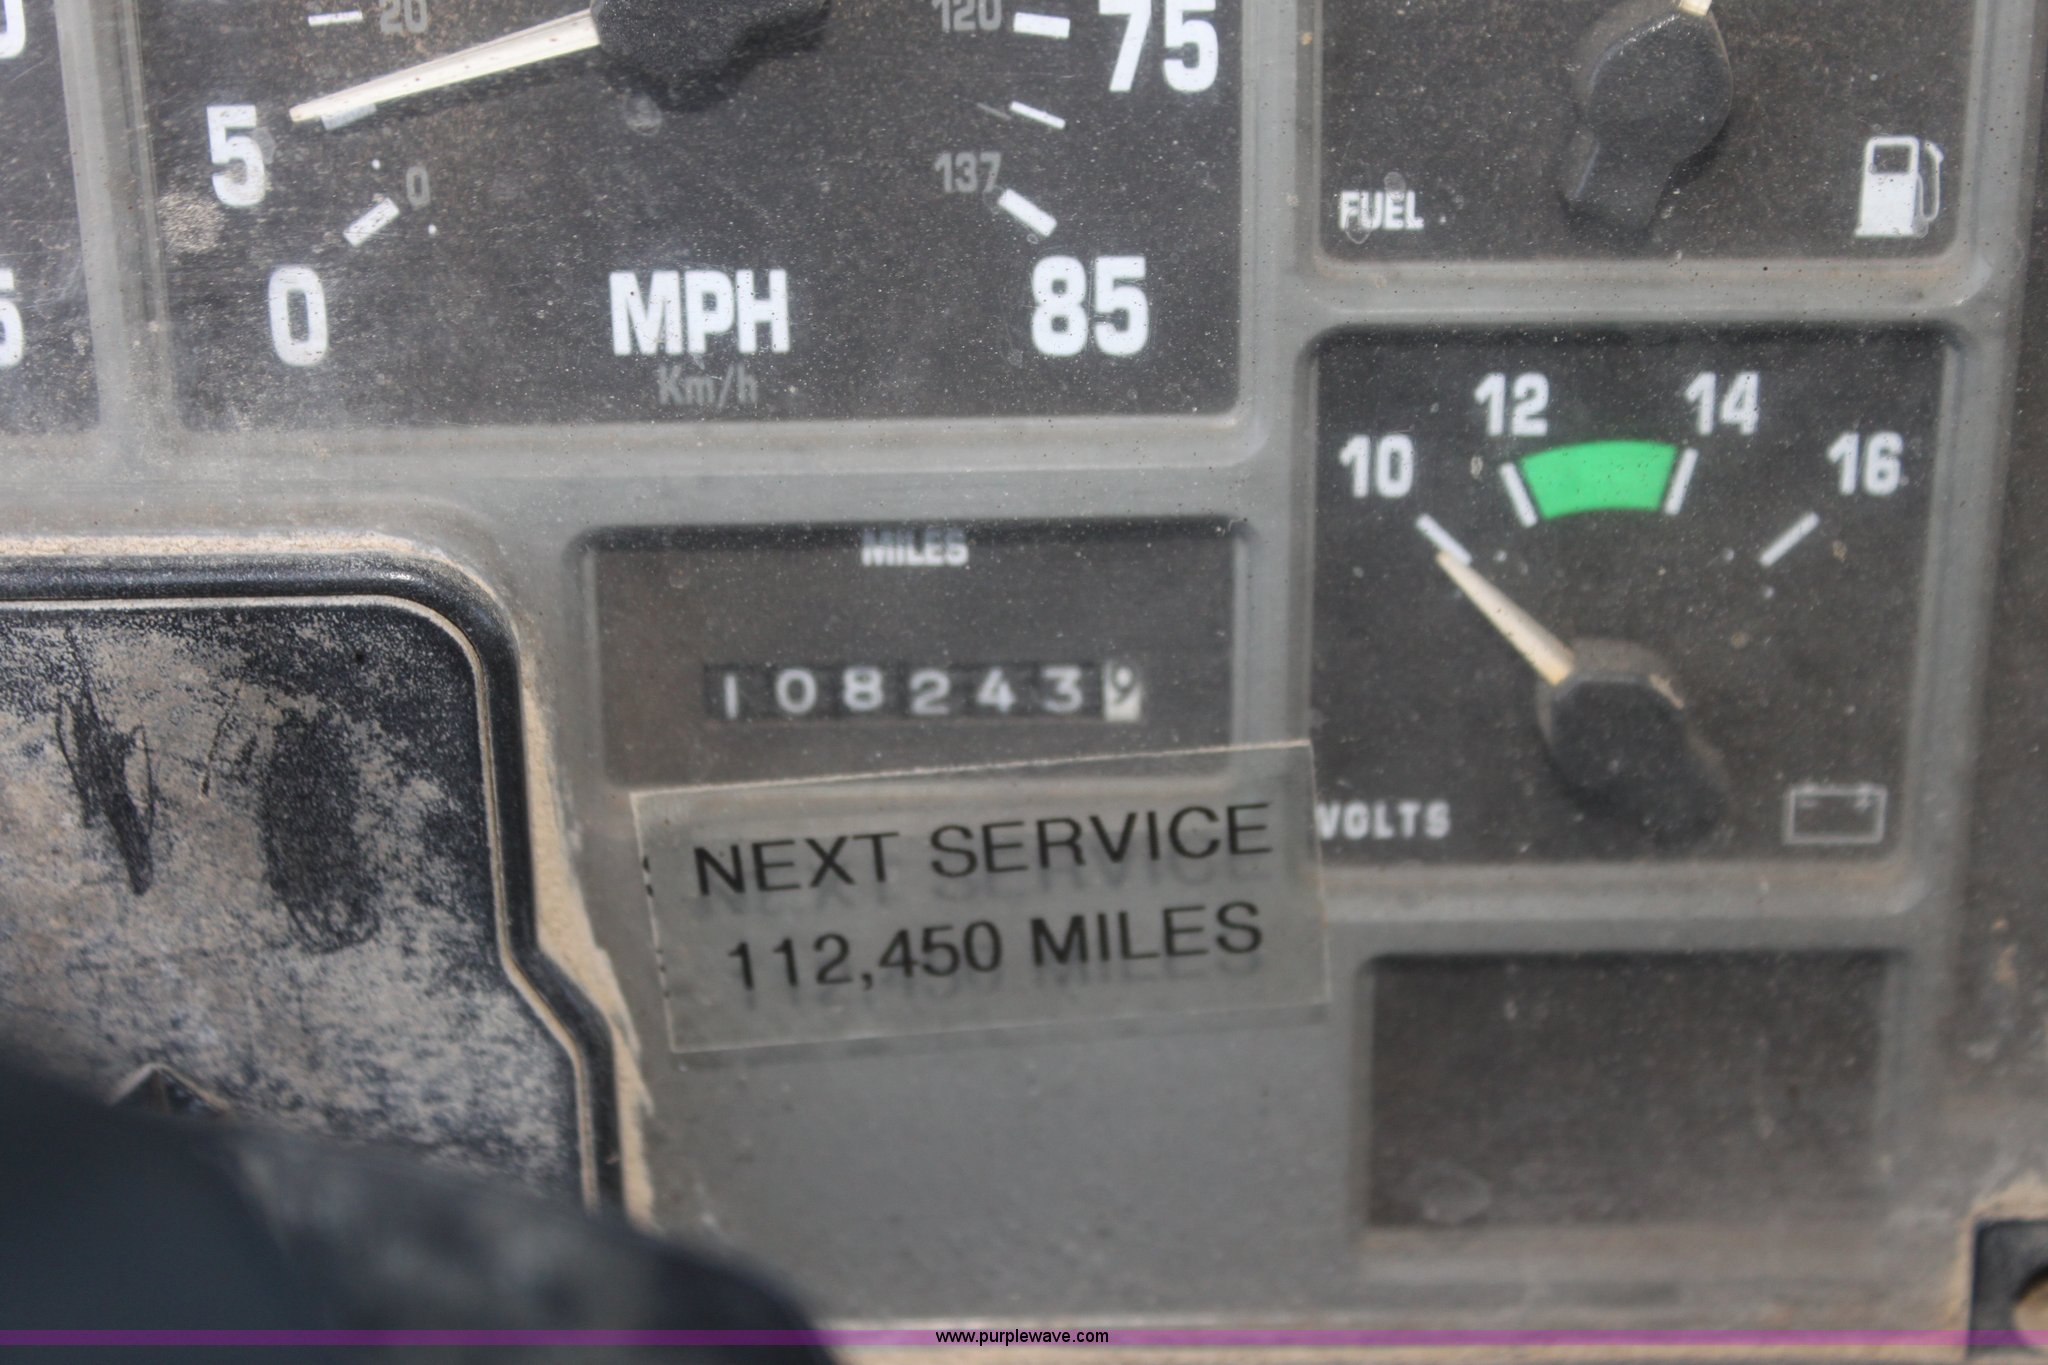 20
120
75
5
0
137
0
MPH
85
Km/h
FUEL
12
14
10
16
MILES
1082439
VOLTS
NEXT SERVICE
112,450 MILES
www.purplewave.com